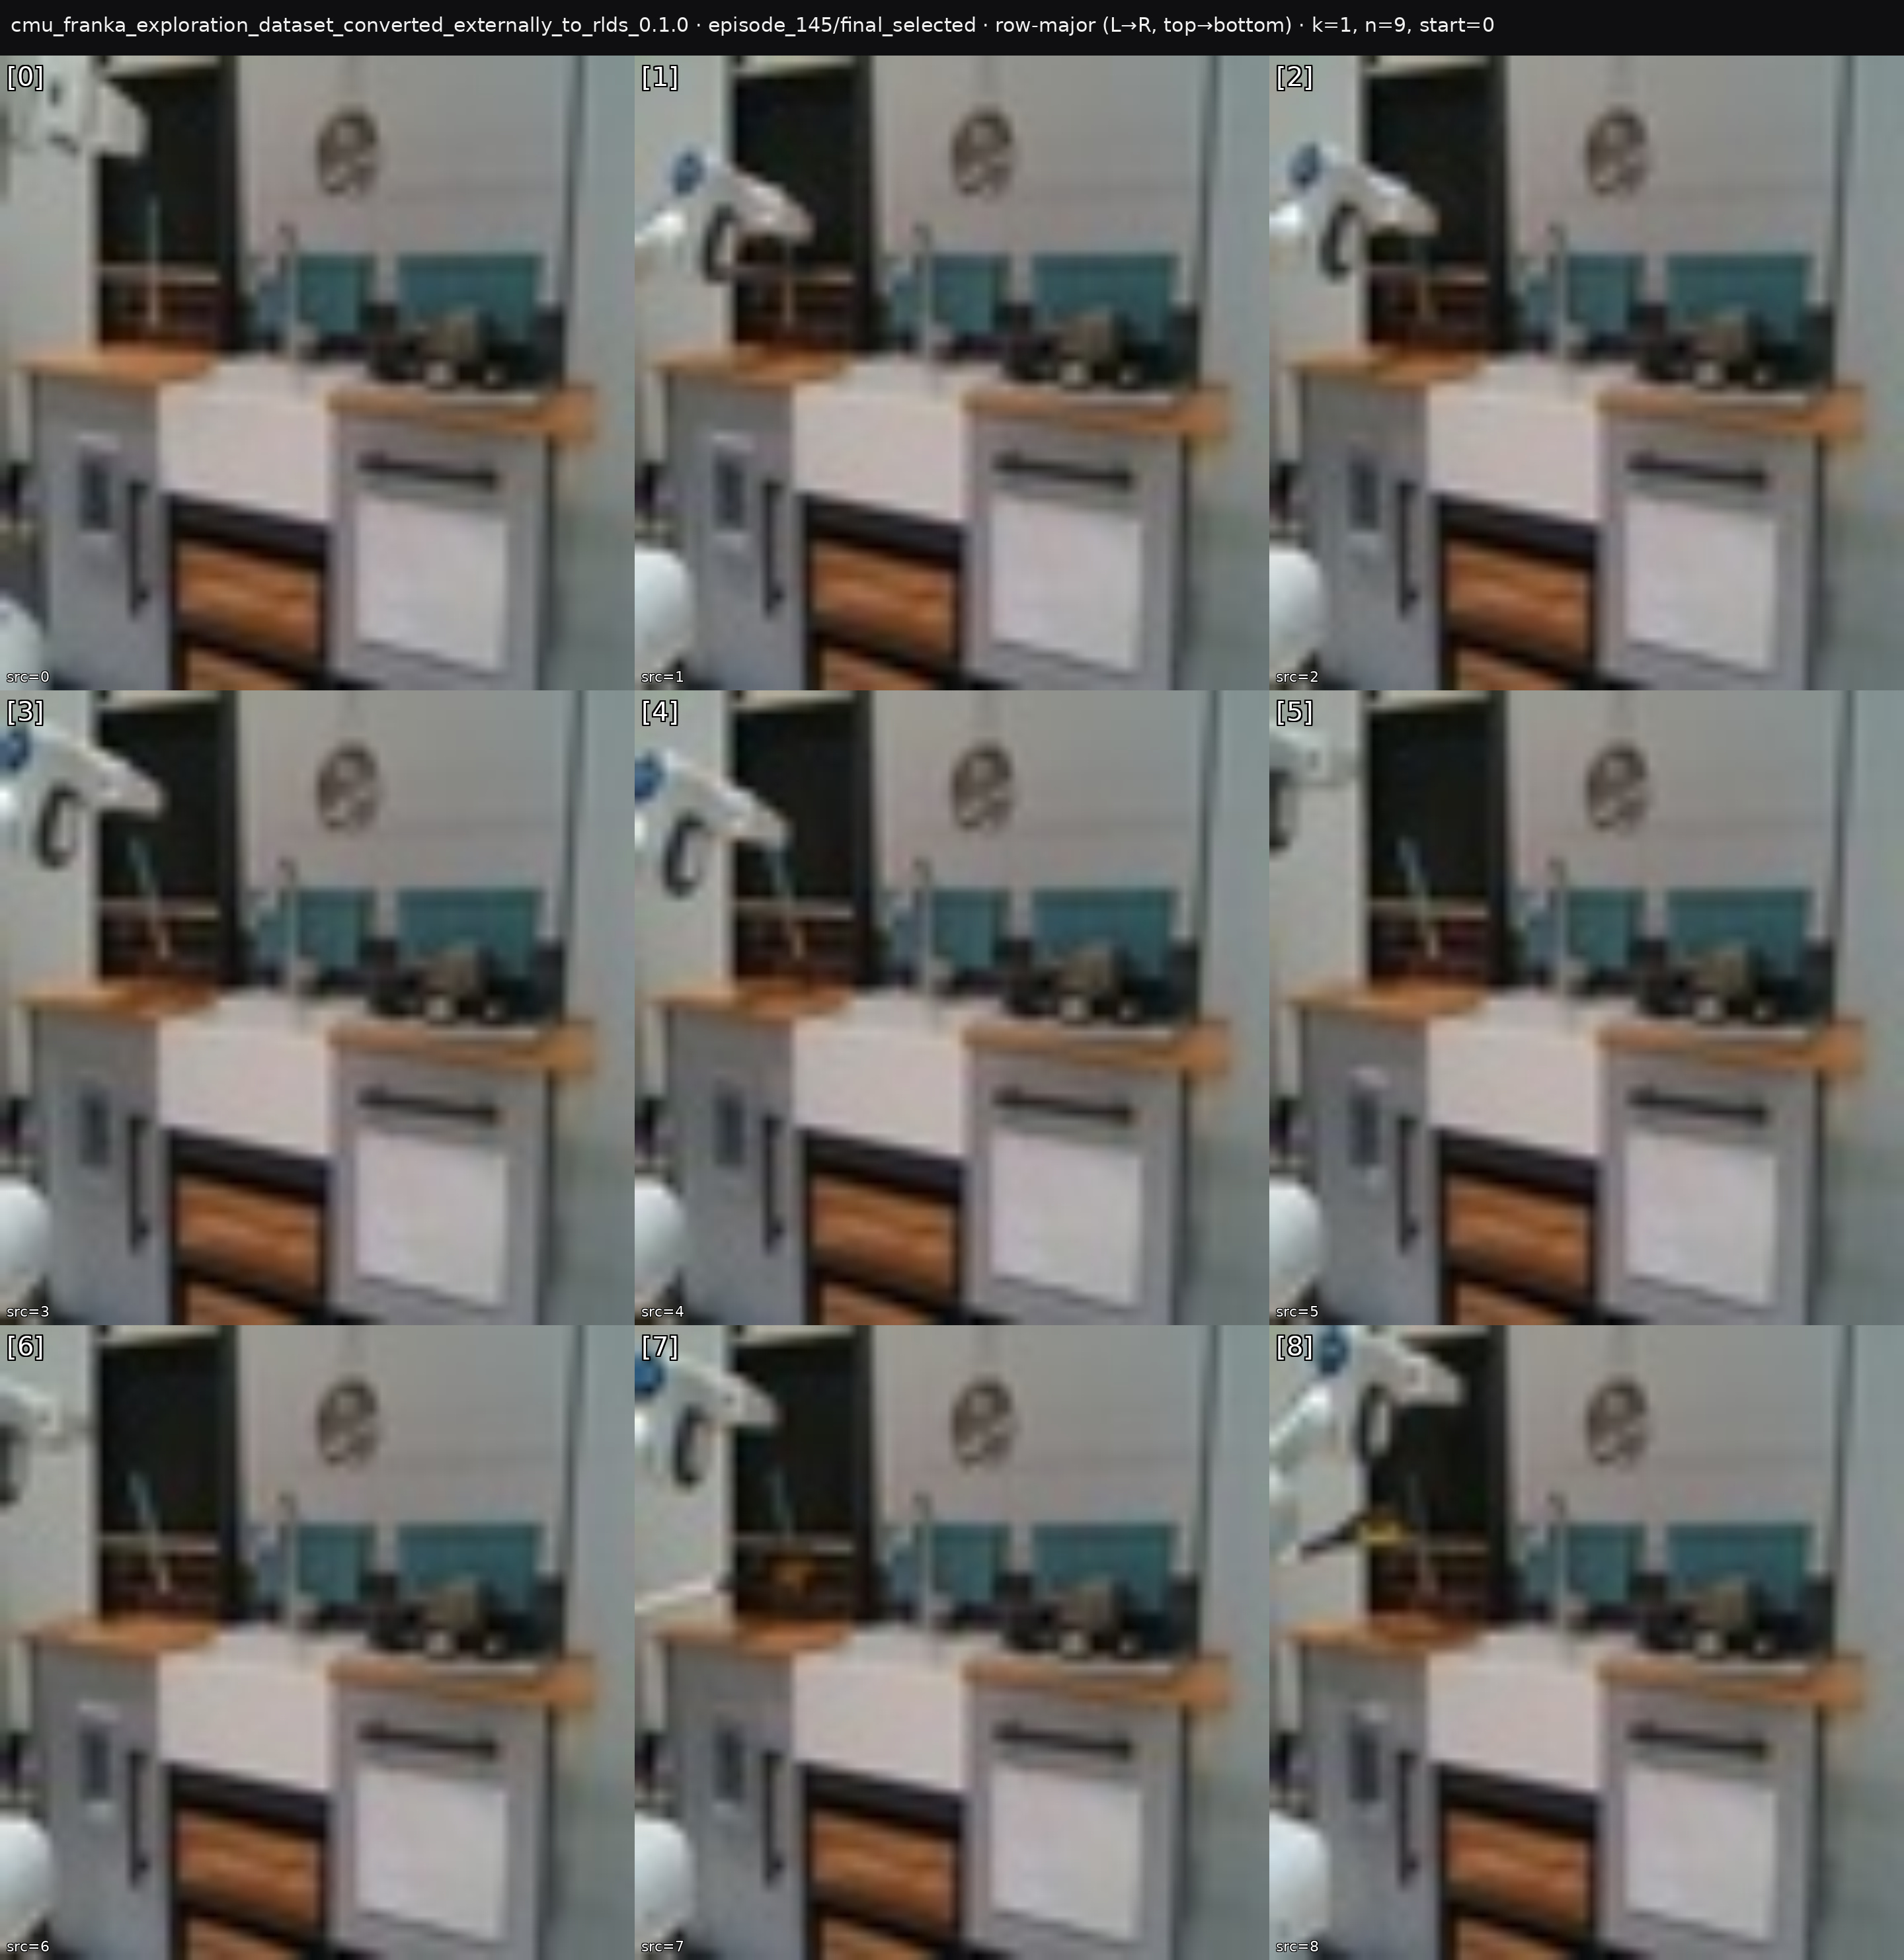 cmu_franka_exploration_dataset_converted_externally_to_rlds_0.1.0 · episode_145/final_selected · row-major (L→R, top→bottom) · k=1, n=9, start=0
[0]
[1]
[2]
src=0
src=1
src=2
[3]
[4]
[5]
src=3
src=4
src=5
[6]
[7]
[8]
src=6
src=7
src=8